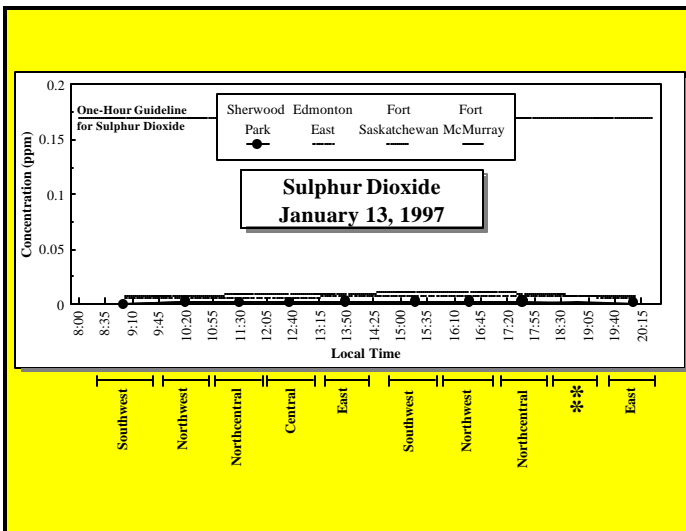 0.2
One-Hour Guideline
for Sulphur Dioxide
Sherwood Edmonton Fort Fort
Park East Saskatchewan McMurray
0.15
Concentration (ppm)
0.1
Sulphur Dioxide
January 13, 1997
0.05
0
8:00 8:35 9:10 9:45 10:20 10:55 11:30 12:05 12:40 13:15 13:50 14:25 15:00 15:35 16:10 16:45 17:20 17:55 18:30 19:05 19:40 20:15
Local Time
Southwest Northwest Northcentral Central East Southwest Northwest Northcentral ** East